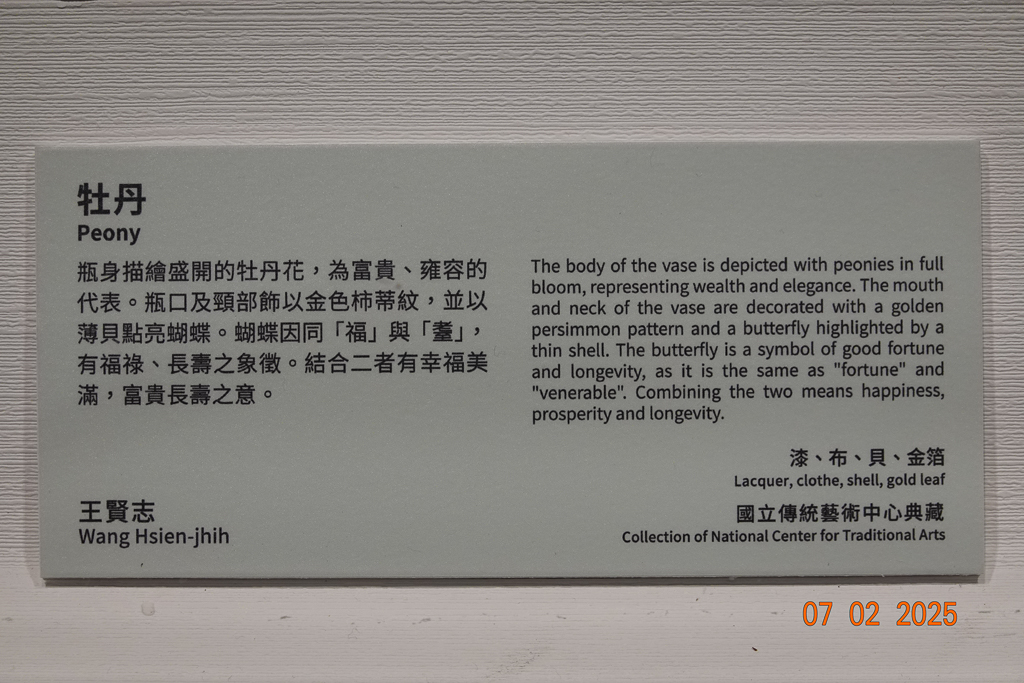 牡丹
Peony
瓶身描繪盛開的牡丹花，為富貴、雍容的
代表。瓶口及頸部飾以金色柿蒂紋，並以
薄貝點亮蝴蝶。蝴蝶因同「福」與「耋」，
有福祿、長壽之象徵。結合二者有幸福美
滿，富貴長壽之意。
The body of the vase is depicted with peonies in full
bloom, representing wealth and elegance. The mouth
and neck of the vase are decorated with a golden
persimmon pattern and a butterfly highlighted by a
thin shell. The butterfly is a symbol of good fortune
and longevity, as it is the same as "fortune" and
"venerable". Combining the two means happiness,
prosperity and longevity.
漆、布、貝、金箔
Lacquer, clothe, shell, gold leaf
王賢志
Wang Hsien-jhih
國立傳統藝術中心典藏
Collection of National Center for Traditional Arts
07 02 2025